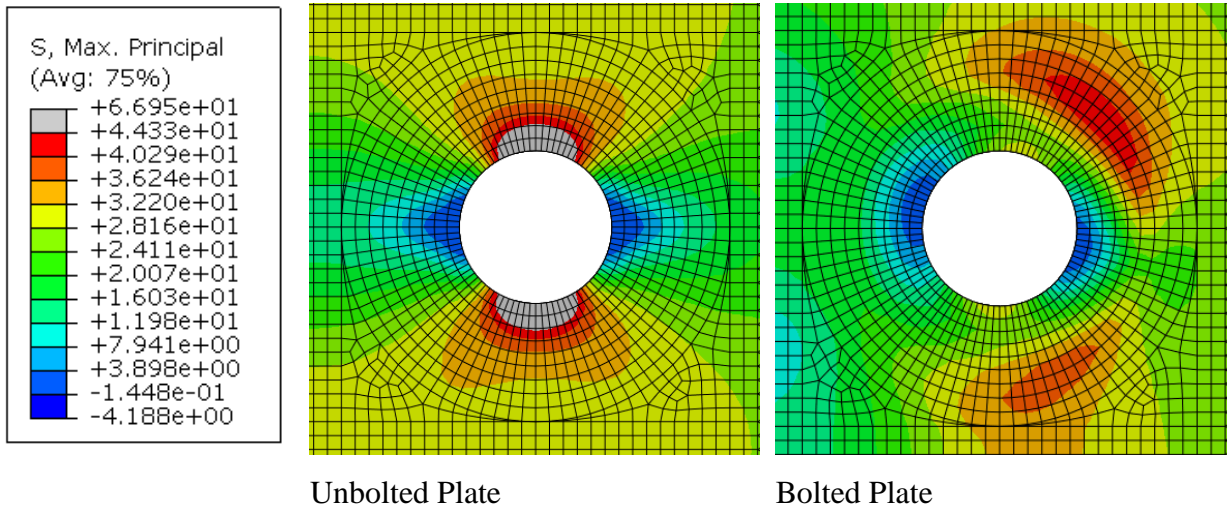 S, Max. Principal
(Avg: 75%)
+6.695e+01
+4.433e+01
+4.029e+01
+3.624e+01
+3.220e+01
+2.816e+01
+2.411e+01
+2.007e+01
+1.603e+01
+1.198e+01
+7.941e+00
+3.898e+00
-1.448e-01
-4.188e+00
Unbolted Plate
Bolted Plate